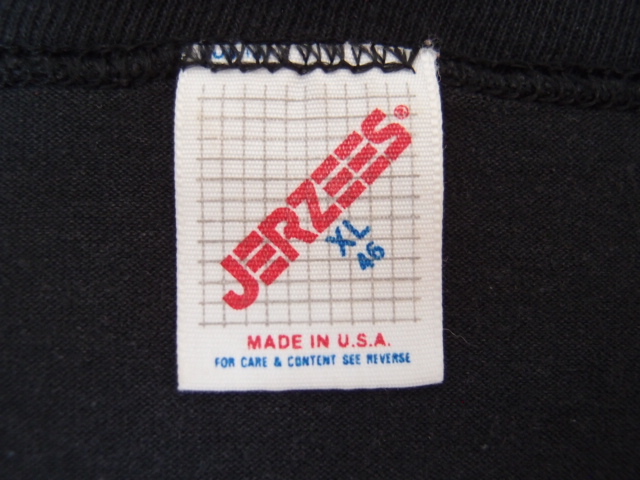 JERZEES®
XL
46
MADE IN U.S.A.
FOR CARE & CONTENT SEE REVERSE